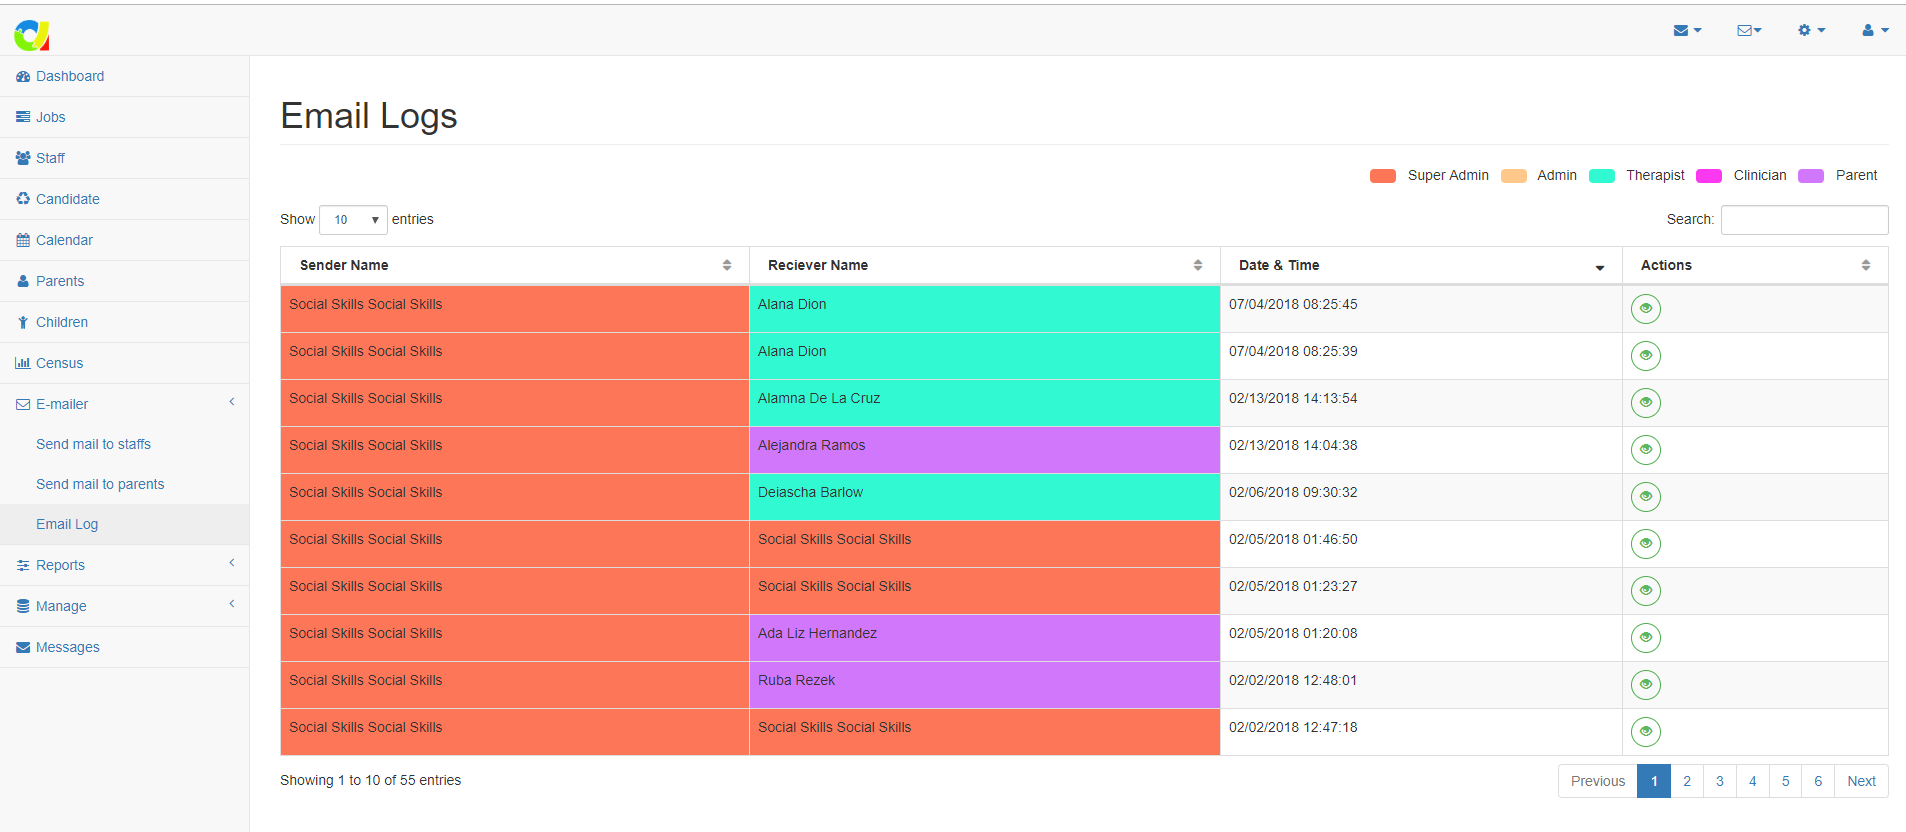 Dashboard
Jobs
Staff
Candidate
Calendar
Parents
Children
Census
E-mailer
Send mail to staffs
Send mail to parents
Email Log
Reports
Manage
Messages
Email Logs
Super Admin Admin Therapist Clinician Parent
Show 10 entries Search:
Sender Name Reciever Name Date & Time Actions
Social Skills Social Skills Alana Dion 07/04/2018 08:25:45
Social Skills Social Skills Alana Dion 07/04/2018 08:25:39
Social Skills Social Skills Alamna De La Cruz 02/13/2018 14:13:54
Social Skills Social Skills Alejandra Ramos 02/13/2018 14:04:38
Social Skills Social Skills Deiascha Barlow 02/06/2018 09:30:32
Social Skills Social Skills Social Skills Social Skills 02/05/2018 01:46:50
Social Skills Social Skills Social Skills Social Skills 02/05/2018 01:23:27
Social Skills Social Skills Ada Liz Hernandez 02/05/2018 01:20:08
Social Skills Social Skills Ruba Rezek 02/02/2018 12:48:01
Social Skills Social Skills Social Skills Social Skills 02/02/2018 12:47:18
Showing 1 to 10 of 55 entries Previous 1 2 3 4 5 6 Next